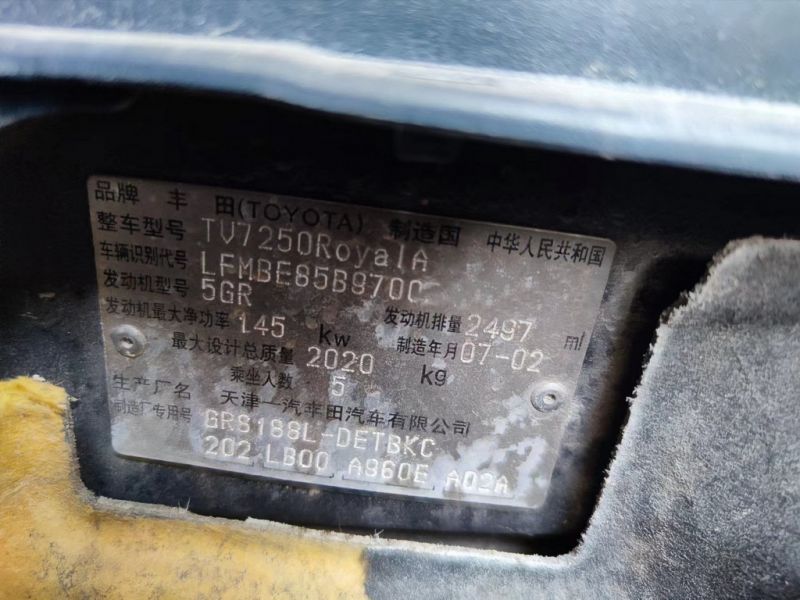 品牌 丰田(TOYOTA) 制造国 中华人民共和国
整车型号 TV7250RoyalA
车辆识别代号 LFMBE85B9700
发动机型号 5GR 发动机排量 2497 ml
发动机最大净功率 145 kw 制造年月 07-02
最大设计总质量 2020 kg
乘坐人数 5
生产厂名 天津一汽丰田汽车有限公司
制造厂专用号 GRS188L-DETBKC
202 LB00 A960E A02A